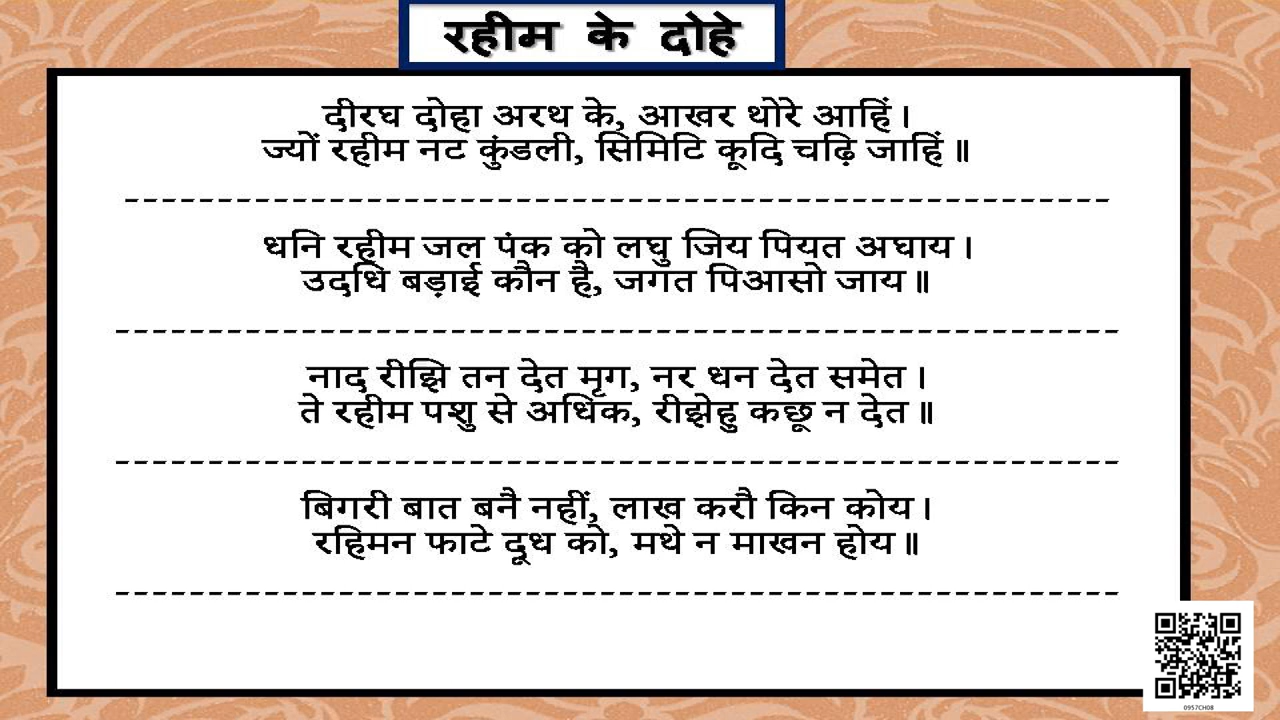 रहीम के दोहे
दीरघ दोहा अरथ के, आखर थोरे आहिं।
ज्यों रहीम नट कुंडली, सिमिटि कूदि चढ़ि जाहिं॥
धनि रहीम जल पंक को लघु जिय पियत अघाय।
उदधि बड़ाई कौन है, जगत पिआसो जाय॥
नाद रीझि तन देत मृग, नर धन देत समेत।
ते रहीम पशु से अधिक, रीझेहु कछू न देत॥
बिगरी बात बनै नहीं, लाख करौ किन कोय।
रहिमन फाटे दूध को, मथे न माखन होय॥
0957CH08